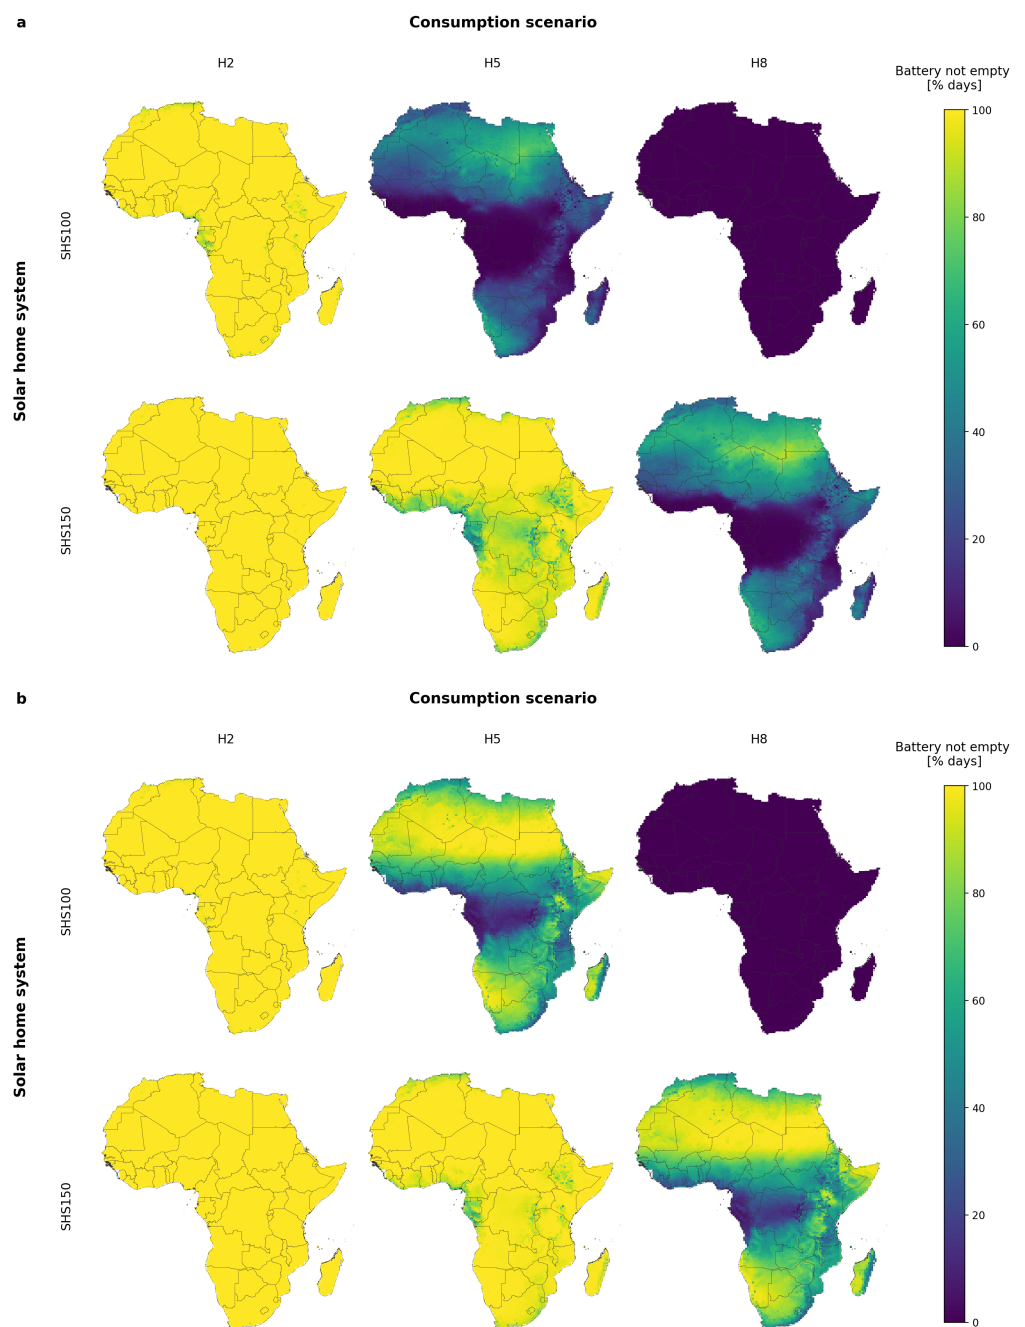 a
Consumption scenario
H2
H5
H8
Battery not empty
[% days]
100
80
60
40
20
0
Solar home system
SHS100
SHS150
b
Consumption scenario
H2
H5
H8
Battery not empty
[% days]
100
80
60
40
20
0
Solar home system
SHS100
SHS150